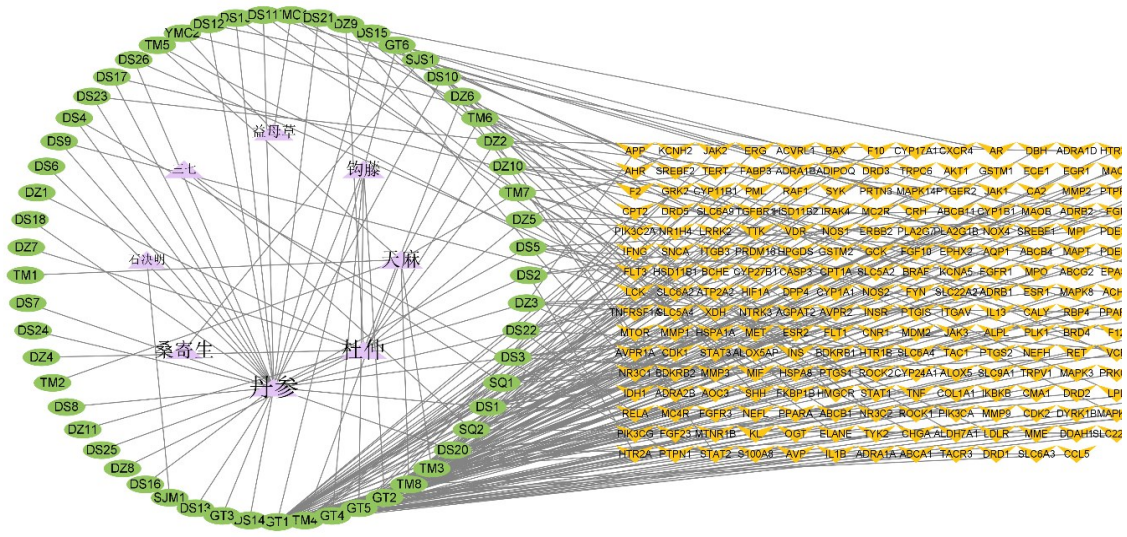 DS12 DS1 DS11 MC1 DS21 DZ9
YMC2 DS15
TM5 GT6
DS26 SJS1
DS17 DS10
DS23 DZ6
DS4 TM6
DS9 DZ2
DS6 DZ10
DZ1 TM7
DS18 DZ5
DZ7 DS5
TM1 DS2
DS7 DZ3
DS24 DS22
DZ4 DS3
TM2 SQ1
DS8 DS1
DZ11 SQ2
DS25 DS20
DZ8 TM3
DS16 TM8
SJM1 GT2
DS13 GT5
GT3 GT4
DS14 GT1 TM4
益母草
三七
钩藤
石决明
天麻
桑寄生
杜仲
丹参
APP KCNH2 JAK2 ERG ACVRL1 BAX F10 CYP17A1 CXCR4 AR DBH ADRA1D
AHR SREBF2 TERT FABP3 ADRA1B ADIPOQ DRD3 TRPC6 AKT1 GSTM1 ECE1 EGR1
F2 GRK2 CYP11B1 PML RAF1 SYK PRTN3 MAPK14 PTGER2 JAK1 CA2 MMP2
CPT2 DRD5 SLC6A9 TGFBR1 HSD11B2 IRAK4 MC2R CRH ABCB11 CYP1B1 MAOB ADRB2
PIK3C2A NR1H4 LRRK2 TTK VDR NOS1 ERBB2 PLA2G7 PLA2G1B NOX4 SREBF1 MPI
IFNG SNCA ITGB3 PRDM16 HPGDS GSTM2 GCK FGF10 EPHX2 AQP1 ABCB4 MAPT
FLT3 HSD11B1 BCHE CYP27B1 CASP3 CPT1A SLC5A2 BRAF KCNA5 EGFR1 MPO ABCG2
LCK SLC6A2 ATP2A2 HIF1A DPP4 CYP1A1 NOS2 FYN SLC22A2 ADRB1 ESR1 MAPK8
SLC5A4 XDH NTRK3 AGPAT2 AVPR2 INSR PTGIS ITGAV IL13 CALY RBP4
MTOR MMP1 HSPA1A MET ESR2 FLT1 CNR1 MDM2 JAK3 ALPL PLK1 BRD4
AVPR1A CDK1 STAT3 ALOX5AP INS BDKRB1 HTR1B SLC6A4 TAC1 PTGS2 NEFH RET
NR3C1 BDKRB2 MMP3 MIF HSPA8 PTGS1 ROCK2 CYP24A1 ALOX5 SLC9A1 TRPV1 MAPK3
IDH1 ADRA2B AOC3 SHH FKBP1B HMGCR STAT1 TNF COL1A1 IKBKB CMA1 DRD2
RELA MC4R FGFR3 NEFL PPARA ABCB1 NR3C2 ROCK1 PIK3CA MMP9 CDK2 DYRK1B
PIK3CG FGF23 MTNR1B KL OGT ELANE TYK2 CHGA ALDH7A1 LDLR MME DDAH1
HTR2A PTPN1 STAT2 S100A8 AVP IL1B ADRA1A ABCA1 TACR3 DRD1 SLC6A3 CCL5